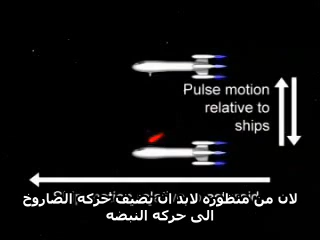 Pulse motion
relative to
ships
لان من منظوره لابد ان يضيف حركه الصاروخ
الى حركه النبضه